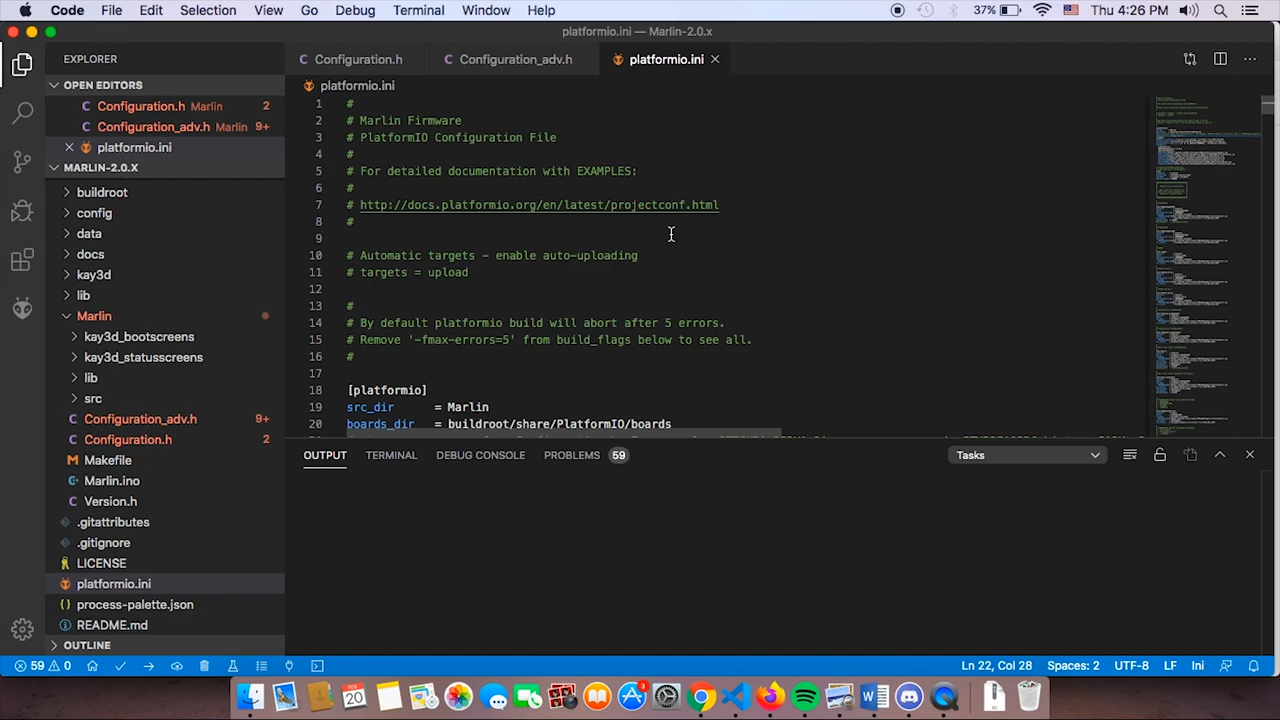 Code File Edit Selection View Go Debug Terminal Window Help 37% Thu 4:26 PM
platformio.ini — Marlin-2.0.x
EXPLORER
Configuration.h
Configuration_adv.h
platformio.ini
OPEN EDITORS
Configuration.h Marlin 2
Configuration_adv.h Marlin 9+
platformio.ini
MARLIN-2.0.X
buildroot
config
data
docs
kay3d
lib
Marlin
kay3d_bootscreens
kay3d_statusscreens
lib
src
Configuration_adv.h 9+
Configuration.h 2
Makefile
Marlin.ino
Version.h
.gitattributes
.gitignore
LICENSE
platformio.ini
process-palette.json
README.md
OUTLINE
platformio.ini
1 #
2 # Marlin Firmware
3 # PlatformIO Configuration File
4 #
5 # For detailed documentation with EXAMPLES:
6 #
7 # http://docs.platformio.org/en/latest/projectconf.html
8 #
9
10 # Automatic targets - enable auto-uploading
11 # targets = upload
12
13 #
14 # By default platformio build will abort after 5 errors.
15 # Remove '-fmax-errors=5' from build_flags below to see all.
16 #
17
18 [platformio]
19 src_dir = Marlin
20 boards_dir = buildroot/share/PlatformIO/boards
OUTPUT TERMINAL DEBUG CONSOLE PROBLEMS 59 Tasks
59 0 Ln 22, Col 28 Spaces: 2 UTF-8 LF Ini
FEB
20
3